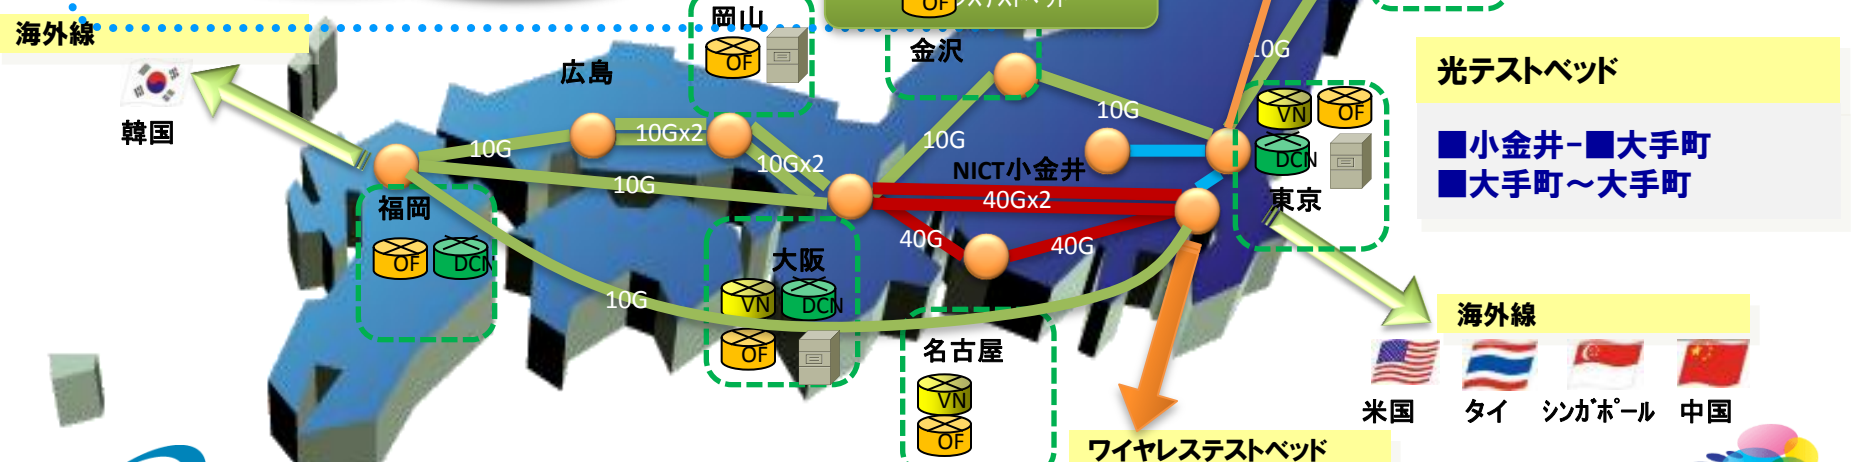 海外線
韓国
岡山
OF
広島
OF
金沢
10G
10G
10G
10Gx2
10Gx2
10G
10G
NICT小金井
40Gx2
40G
40G
10G
福岡
OF
DCN
大阪
VN
DCN
OF
名古屋
VN
OF
VN
OF
DCN
東京
光テストベッド
■小金井-■大手町
■大手町～大手町
海外線
米国
タイ
ｼﾝｶﾞﾎﾟｰﾙ
中国
ワイヤレステストベッド